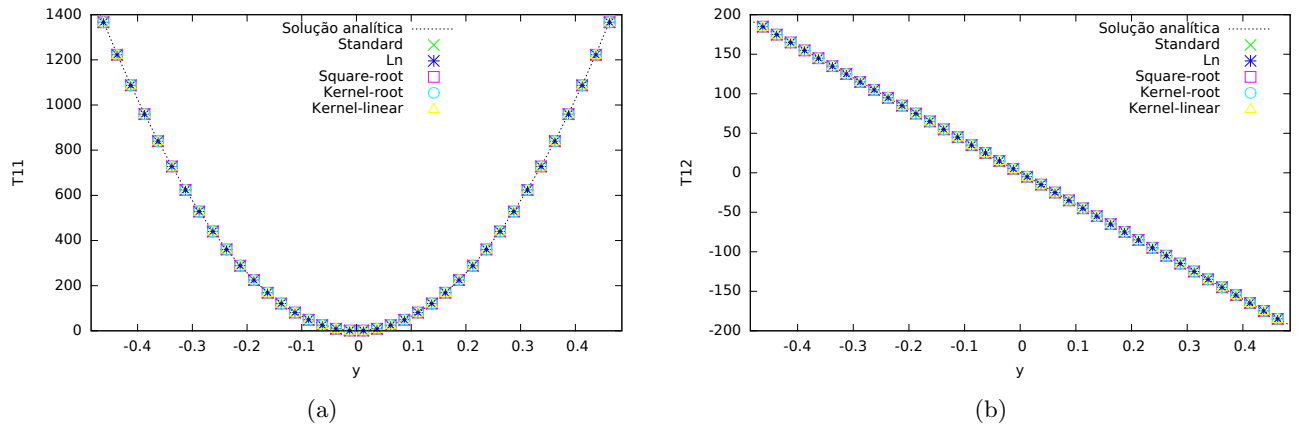 1400
1200
1000
800
600
400
200
0
T11
-0.4 -0.3 -0.2 -0.1 0 0.1 0.2 0.3 0.4
y
Solução analítica
Standard
Ln
Square-root
Kernel-root
Kernel-linear
(a)
200
150
100
50
0
-50
-100
-150
-200
T12
-0.4 -0.3 -0.2 -0.1 0 0.1 0.2 0.3 0.4
y
Solução analítica
Standard
Ln
Square-root
Kernel-root
Kernel-linear
(b)